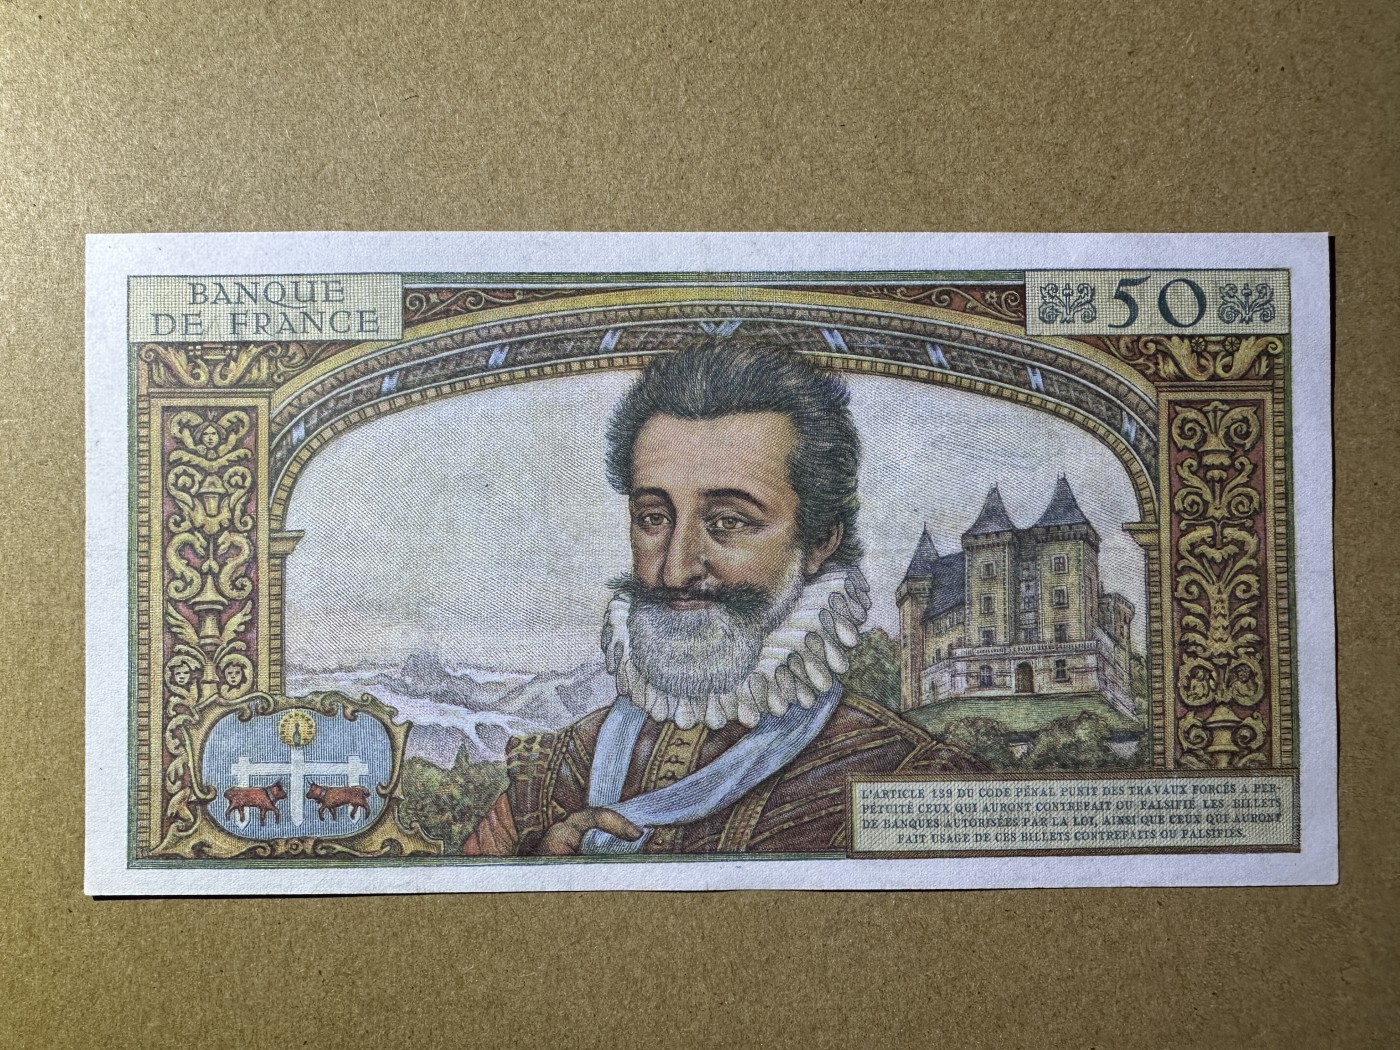 BANQUE
DE FRANCE
50
L'ARTICLE 139 DU CODE PÉNAL PUNIT DES TRAVAUX FORCÉS A PER-
PÉTUITÉ CEUX QUI AURONT CONTREFAIT OU FALSIFIÉ LES BILLETS
DE BANQUES AUTORISÉES PAR LA LOI, AINSI QUE CEUX QUI AURONT
FAIT USAGE DE CES BILLETS CONTREFAITS OU FALSIFIÉS.